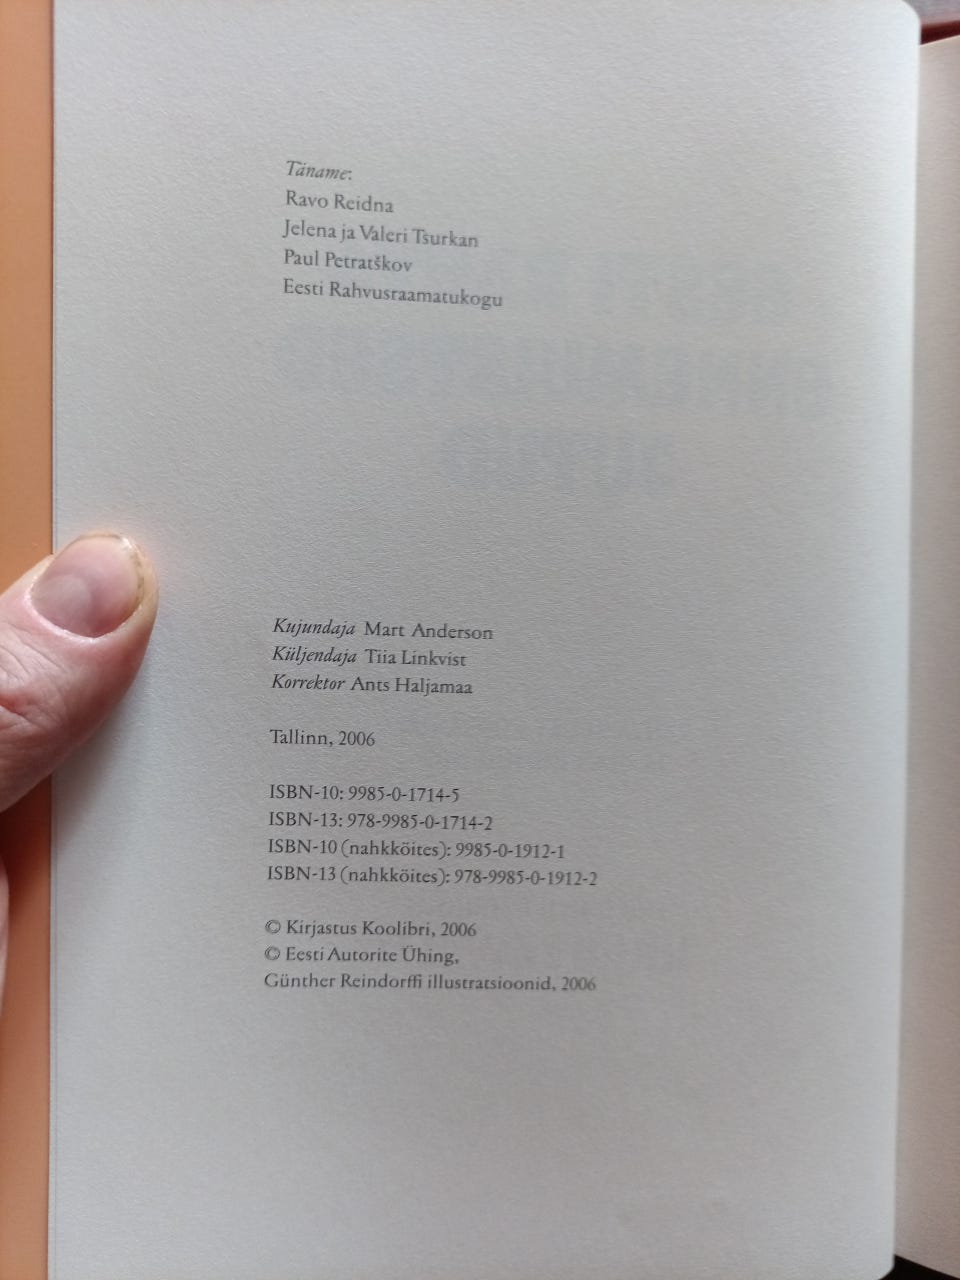 Täname:
Ravo Reidna
Jelena ja Valeri Tsurkan
Paul Petratškov
Eesti Rahvusraamatukogu
Kujundaja Mart Anderson
Küljendaja Tiia Linkvist
Korrektor Ants Haljamaa
Tallinn, 2006
ISBN-10: 9985-0-1714-5
ISBN-13: 978-9985-0-1714-2
ISBN-10 (nahkköites): 9985-0-1912-1
ISBN-13 (nahkköites): 978-9985-0-1912-2
© Kirjastus Koolibri, 2006
© Eesti Autorite Ühing,
Günther Reindorffi illustratsioonid, 2006